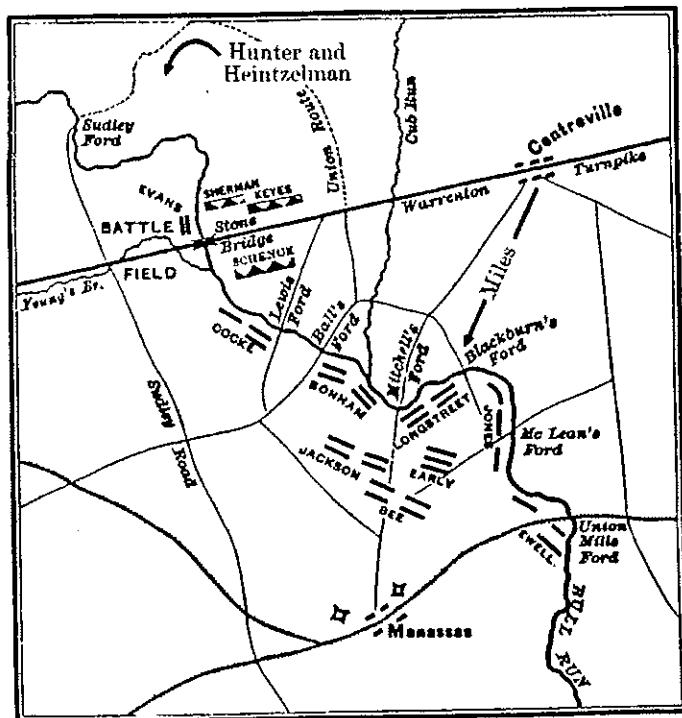 Hunter and
Heintzelman
Sudley
Ford
Union Route
Cub Run
Centreville
Warrenton Turnpike
EVANS
SHERMAN
KEYES
BATTLE
FIELD
Stone
Bridge
SCHENCK
Young's Br.
Miles
Lewis
Ford
Ball's
Ford
Mitchell's
Ford
Blackburn's
Ford
COCKE
BONHAM
LONGSTREET
JONES
Mc Lean's
Ford
Sudley
Road
JACKSON
EARLY
BEE
EWELL.
Union
Mills
Ford
Manassas
BULL
RUN